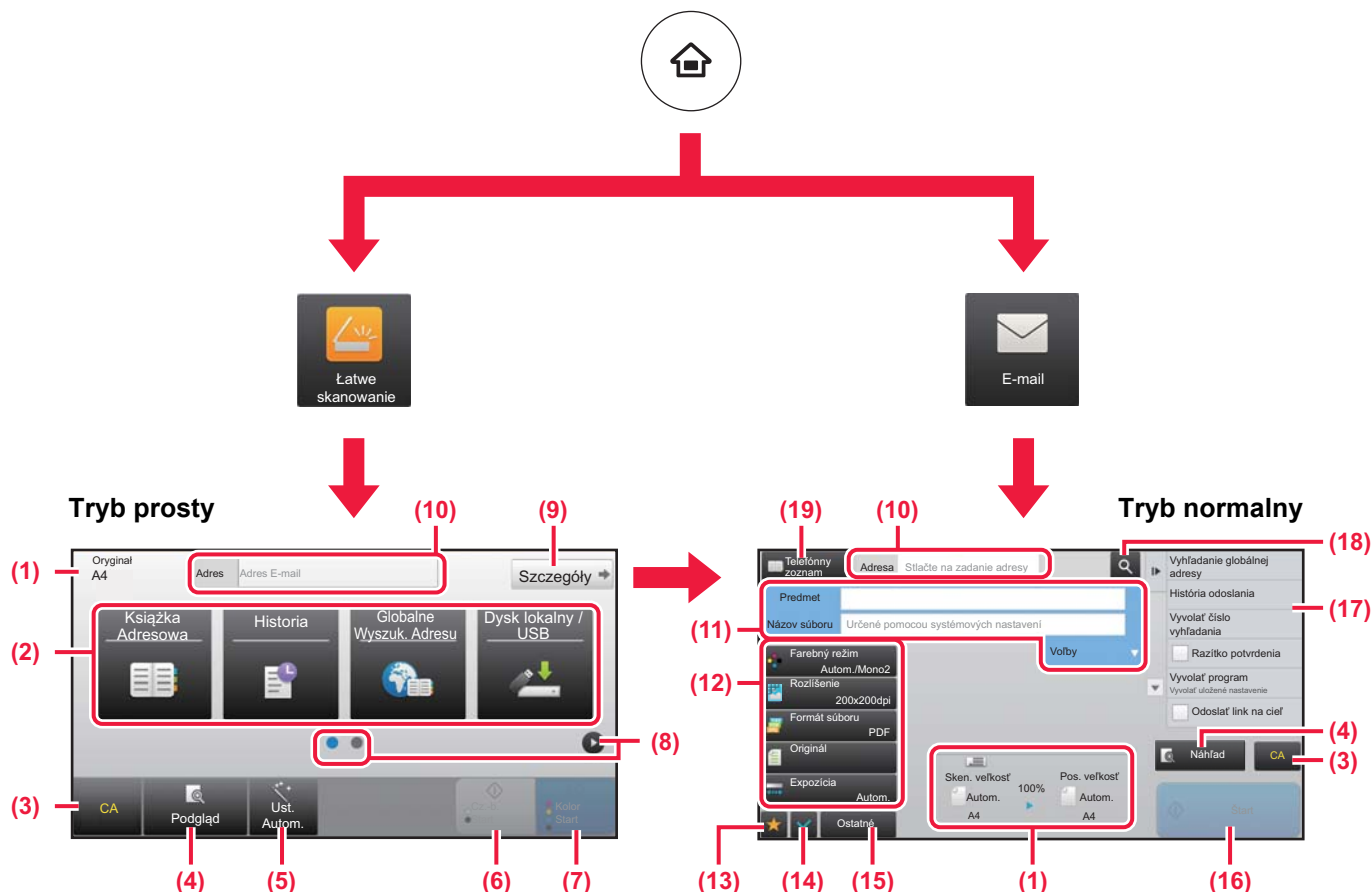 Łatwe
skanowanie
E-mail
Tryb prosty
(10)
(9)
(19)
(10)
Tryb normalny
(18)
(1)
Oryginał
A4
Adres
Adres E-mail
Szczegóły
(2)
Książka
Adresowa
Historia
Globalne
Wyszuk. Adresu
Dysk lokalny /
USB
(8)
(3)
CA
Podgląd
Ust.
Autom.
Kolor
Start
(4)
(5)
(6)
(7)
Telefónny
zoznam
Adresa
Stlačte na zadanie adresy
Predmet
Názov súboru
Určené pomocou systémových nastavení
Voľby
(11)
(12)
Farebný režim
Autom./Mono2
Rozlíšenie
200x200dpi
Formát súboru
PDF
Originál
Expozícia
Autom.
Ostatné
Sken. veľkosť
Autom.
A4
100%
Pos. veľkosť
Autom.
A4
Vyhľadanie globálnej
adresy
História odoslania
Vyvolať číslo
vyhľadania
Razítko potvrdenia
Vyvolať program
Vyvolať uložené nastavenie
Odoslať link na cieľ
(17)
Náhľad
CA
(4)
(3)
Start
(13)
(14)
(15)
(1)
(16)